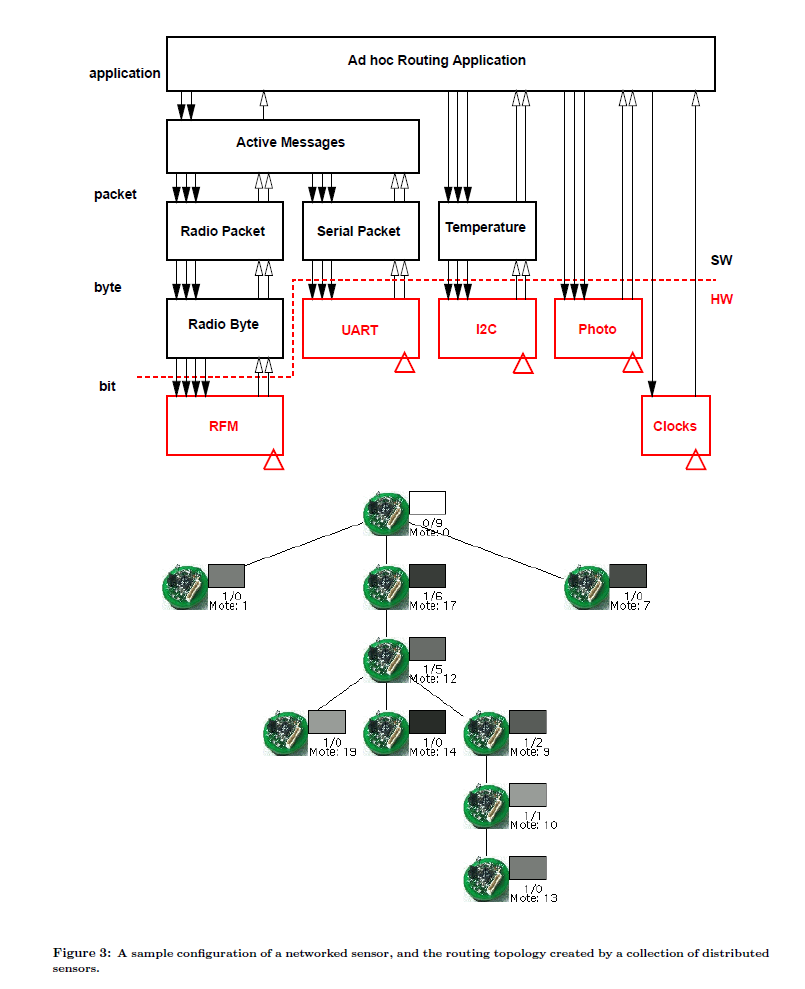 Ad hoc Routing Application
application
Active Messages
packet
Radio Packet
Serial Packet
Temperature
SW
byte
HW
Radio Byte
UART
I2C
Photo
bit
RFM
Clocks
0/9
Mote: 0
1/0
Mote: 1
1/6
Mote: 17
1/0
Mote: 7
1/5
Mote: 12
1/0
Mote: 19
1/0
Mote: 14
1/2
Mote: 9
1/1
Mote: 10
1/0
Mote: 13
Figure 3: A sample configuration of a networked sensor, and the routing topology created by a collection of distributed
sensors.